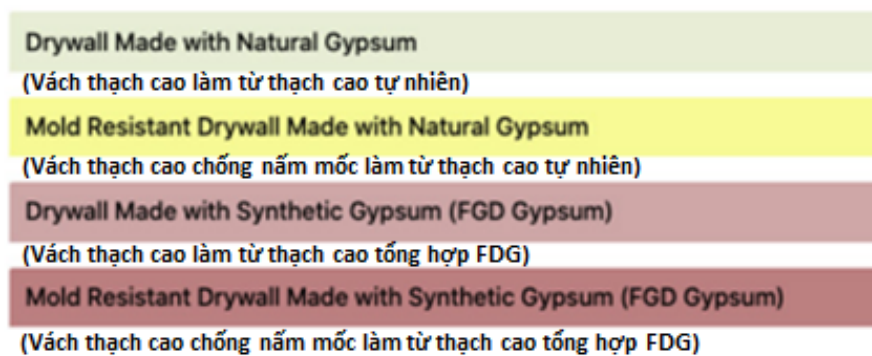 Drywall Made with Natural Gypsum
(Vách thạch cao làm từ thạch cao tự nhiên)
Mold Resistant Drywall Made with Natural Gypsum
(Vách thạch cao chống nấm mốc làm từ thạch cao tự nhiên)
Drywall Made with Synthetic Gypsum (FGD Gypsum)
(Vách thạch cao làm từ thạch cao tổng hợp FDG)
Mold Resistant Drywall Made with Synthetic Gypsum (FGD Gypsum)
(Vách thạch cao chống nấm mốc làm từ thạch cao tổng hợp FDG)